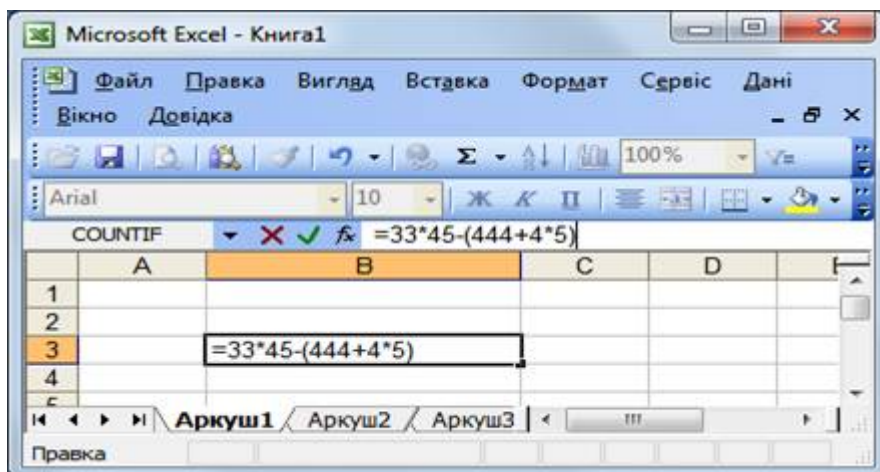 Microsoft Excel - Книга1
Файл Правка Вигляд Вставка Формат Сервіс Дані
Вікно Довідка
100%
Arial 10 Ж К П
COUNTIF fx =33*45-(444+4*5)
A B C D
1
2
3 =33*45-(444+4*5)
4
Аркуш1 Аркуш2 Аркуш3
Правка